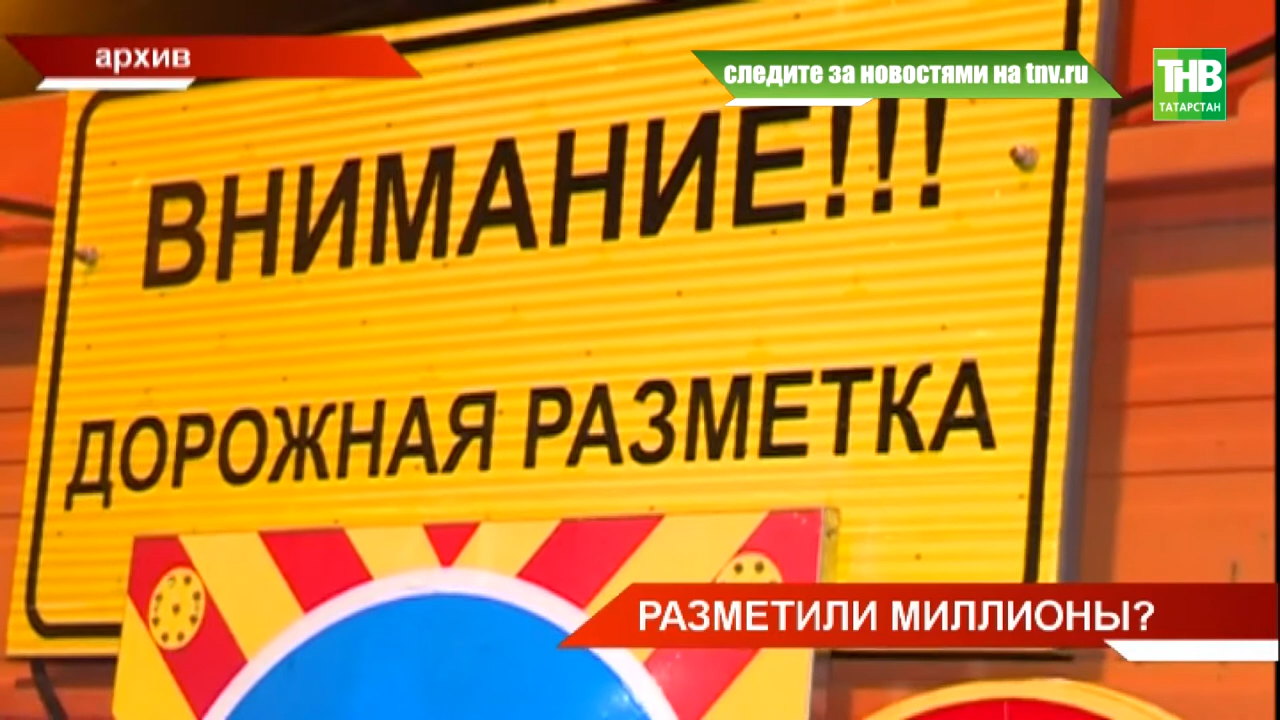 архив
следите за новостями на tnv.ru
ТНВ
ТАТАРСТАН
ВНИМАНИЕ!!!
ДОРОЖНАЯ РАЗМЕТКА
РАЗМЕТИЛИ МИЛЛИОНЫ?